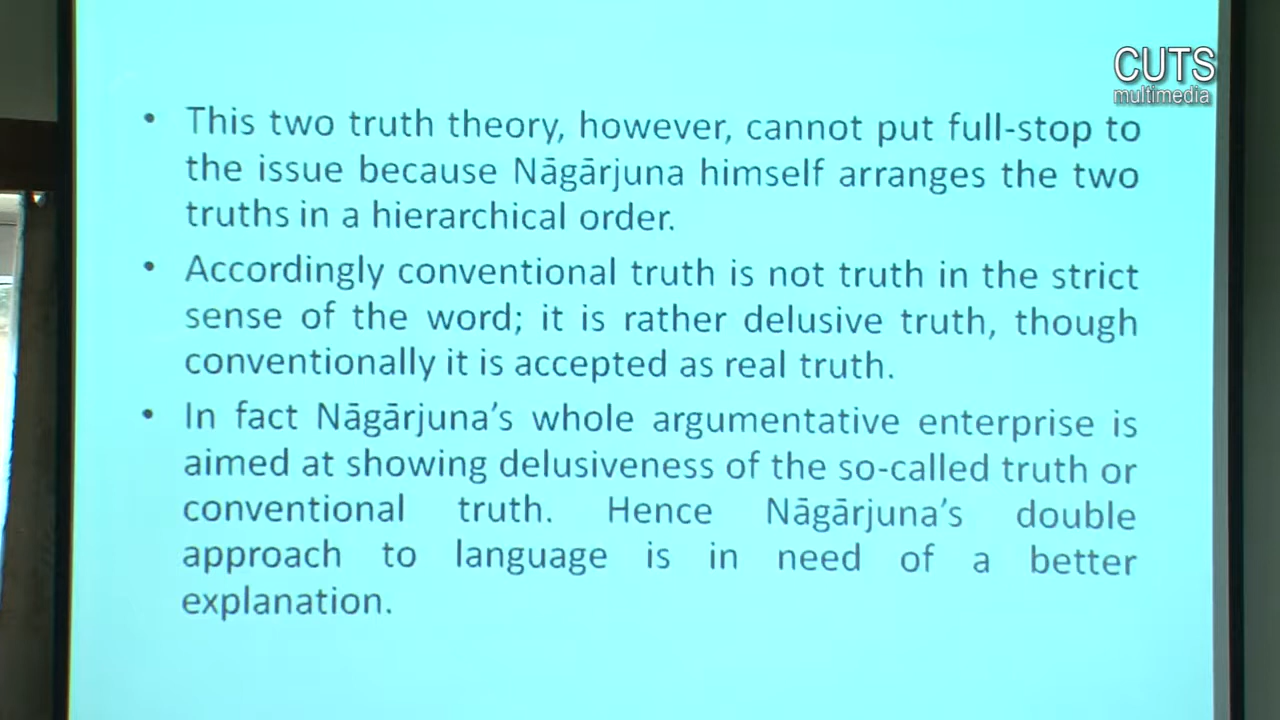 CUTS
multimedia
• This two truth theory, however, cannot put full-stop to
the issue because Nāgārjuna himself arranges the two
truths in a hierarchical order.
• Accordingly conventional truth is not truth in the strict
sense of the word; it is rather delusive truth, though
conventionally it is accepted as real truth.
• In fact Nāgārjuna's whole argumentative enterprise is
aimed at showing delusiveness of the so-called truth or
conventional truth. Hence Nāgārjuna's double
approach to language is in need of a better
explanation.